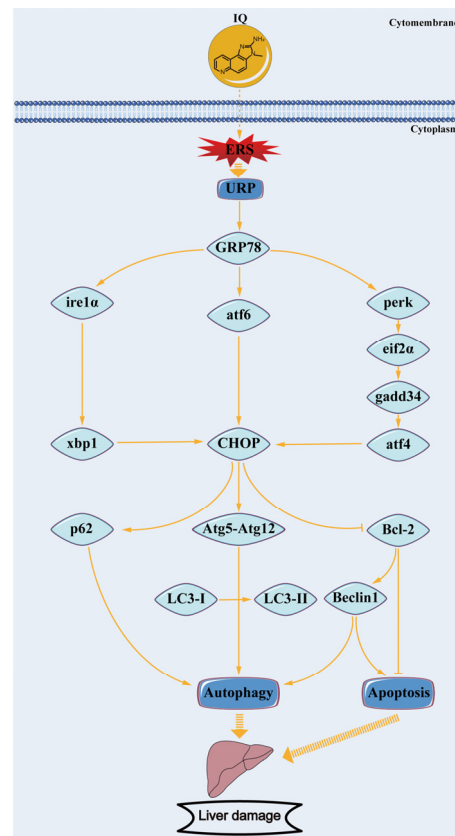 IQ
Cytomembrane
NH₂
N
N
N
Cytoplasm
ERS
URP
GRP78
ire1α
atf6
perk
eif2α
gadd34
xbp1
CHOP
atf4
p62
Atg5-Atg12
Bcl-2
LC3-I
LC3-II
Beclin1
Autophagy
Apoptosis
Liver damage